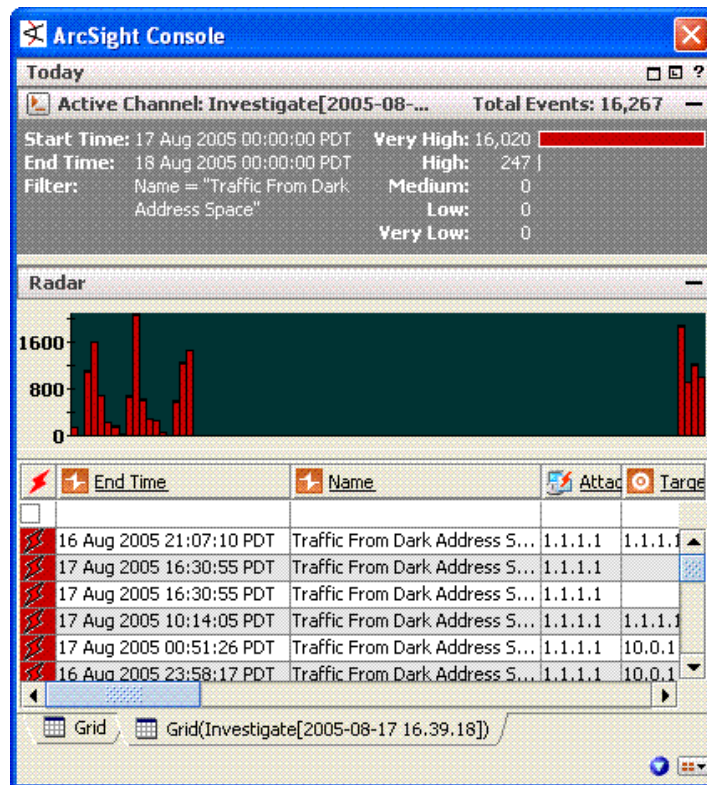 ArcSight Console
Today
Active Channel: Investigate[2005-08-... Total Events: 16,267
Start Time: 17 Aug 2005 00:00:00 PDT Very High: 16,020
End Time: 18 Aug 2005 00:00:00 PDT High: 247
Filter: Name = "Traffic From Dark Medium: 0
Address Space" Low: 0
Very Low: 0
Radar
1600
800
0
End Time Name Attac Targe
16 Aug 2005 21:07:10 PDT Traffic From Dark Address S... 1.1.1.1 1.1.1.1
17 Aug 2005 16:30:55 PDT Traffic From Dark Address S... 1.1.1.1
17 Aug 2005 16:30:55 PDT Traffic From Dark Address S... 1.1.1.1
17 Aug 2005 10:14:05 PDT Traffic From Dark Address S... 1.1.1.1 1.1.1.1
17 Aug 2005 00:51:26 PDT Traffic From Dark Address S... 1.1.1.1 10.0.1
16 Aug 2005 23:58:17 PDT Traffic From Dark Address S... 1.1.1.1 10.0.1
Grid Grid(Investigate[2005-08-17 16.39.18])